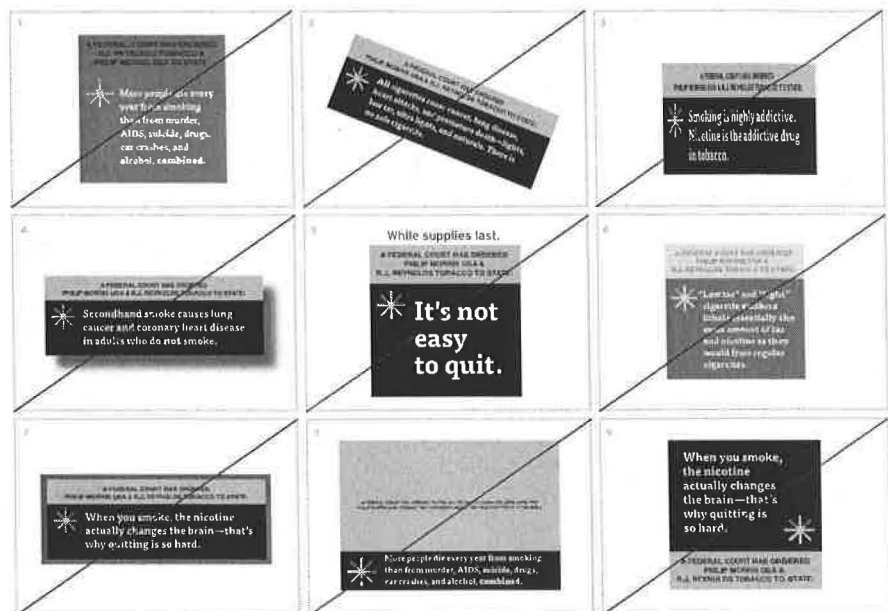 1
A FEDERAL COURT HAS ORDERED
R.J. REYNOLDS TOBACCO &
PHILIP MORRIS USA TO STATE:
More people die every
year from smoking
than from murder,
AIDS, suicide, drugs,
car crashes, and
alcohol, combined.
2
A FEDERAL COURT HAS ORDERED
PHILIP MORRIS USA & R.J. REYNOLDS TOBACCO TO STATE:
All cigarettes cause cancer, lung disease,
heart attacks, and premature death—lights,
low tar, ultra lights, and naturals. There is
no safe cigarette.
3
A FEDERAL COURT HAS ORDERED
PHILIP MORRIS USA & R.J. REYNOLDS TOBACCO TO STATE:
Smoking is highly addictive.
Nicotine is the addictive drug
in tobacco.
4
A FEDERAL COURT HAS ORDERED
PHILIP MORRIS USA & R.J. REYNOLDS TOBACCO TO STATE:
Secondhand smoke causes lung
cancer and coronary heart disease
in adults who do not smoke.
5
While supplies last.
A FEDERAL COURT HAS ORDERED
PHILIP MORRIS USA &
R.J. REYNOLDS TOBACCO TO STATE:
It's not
easy
to quit.
6
A FEDERAL COURT HAS ORDERED
PHILIP MORRIS USA &
R.J. REYNOLDS TOBACCO TO STATE:
"Low tar" and "light"
cigarette smokers
inhale essentially the
same amount of tar
and nicotine as they
would from regular
cigarettes.
7
A FEDERAL COURT HAS ORDERED
PHILIP MORRIS USA & R.J. REYNOLDS TOBACCO TO STATE:
When you smoke, the nicotine
actually changes the brain—that's
why quitting is so hard.
8
More people die every year from smoking
than from murder, AIDS, suicide, drugs,
car crashes, and alcohol, combined.
9
When you smoke,
the nicotine
actually changes
the brain—that's
why quitting is
so hard.
A FEDERAL COURT HAS ORDERED
PHILIP MORRIS USA &
R.J. REYNOLDS TOBACCO TO STATE: